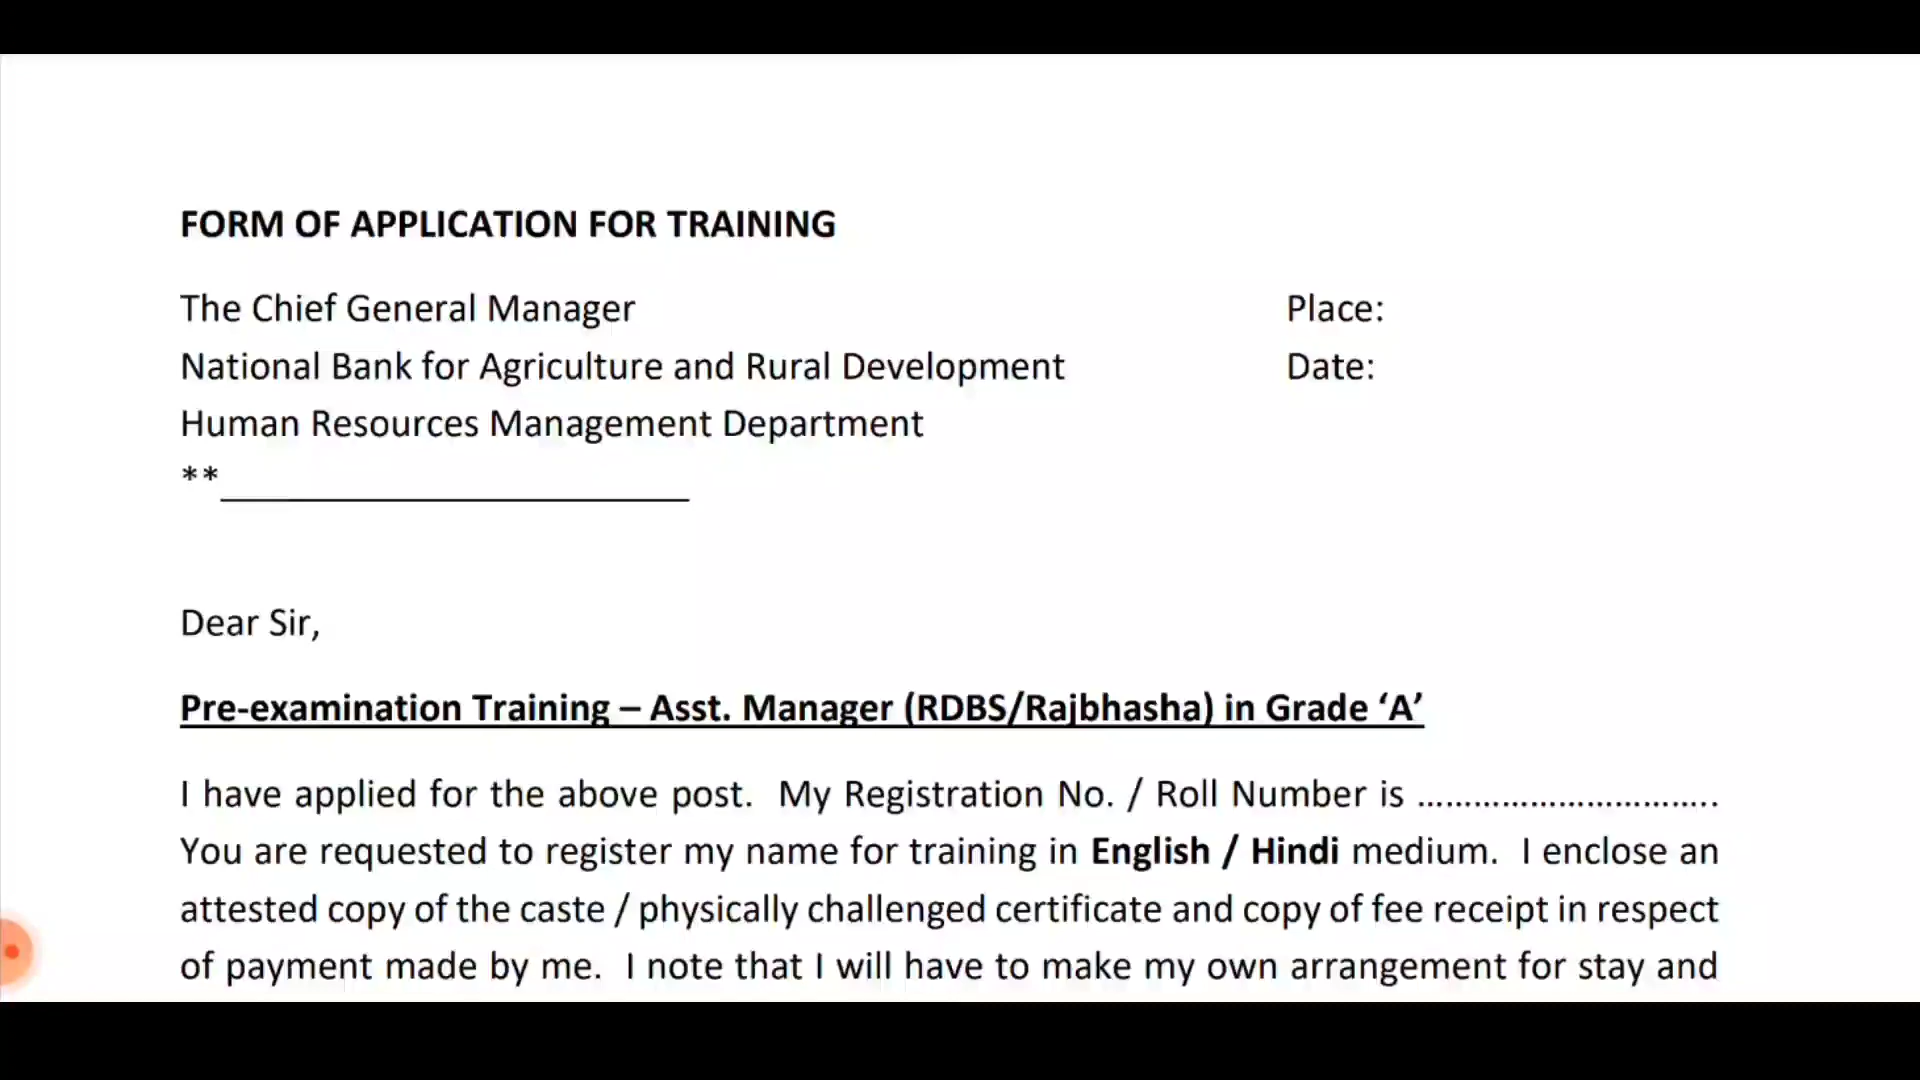 FORM OF APPLICATION FOR TRAINING
The Chief General Manager
Place:
National Bank for Agriculture and Rural Development
Date:
Human Resources Management Department
**____________________
Dear Sir,
Pre-examination Training – Asst. Manager (RDBS/Rajbhasha) in Grade ‘A’
I have applied for the above post. My Registration No. / Roll Number is …………………………..
You are requested to register my name for training in English / Hindi medium. I enclose an
attested copy of the caste / physically challenged certificate and copy of fee receipt in respect
of payment made by me. I note that I will have to make my own arrangement for stay and